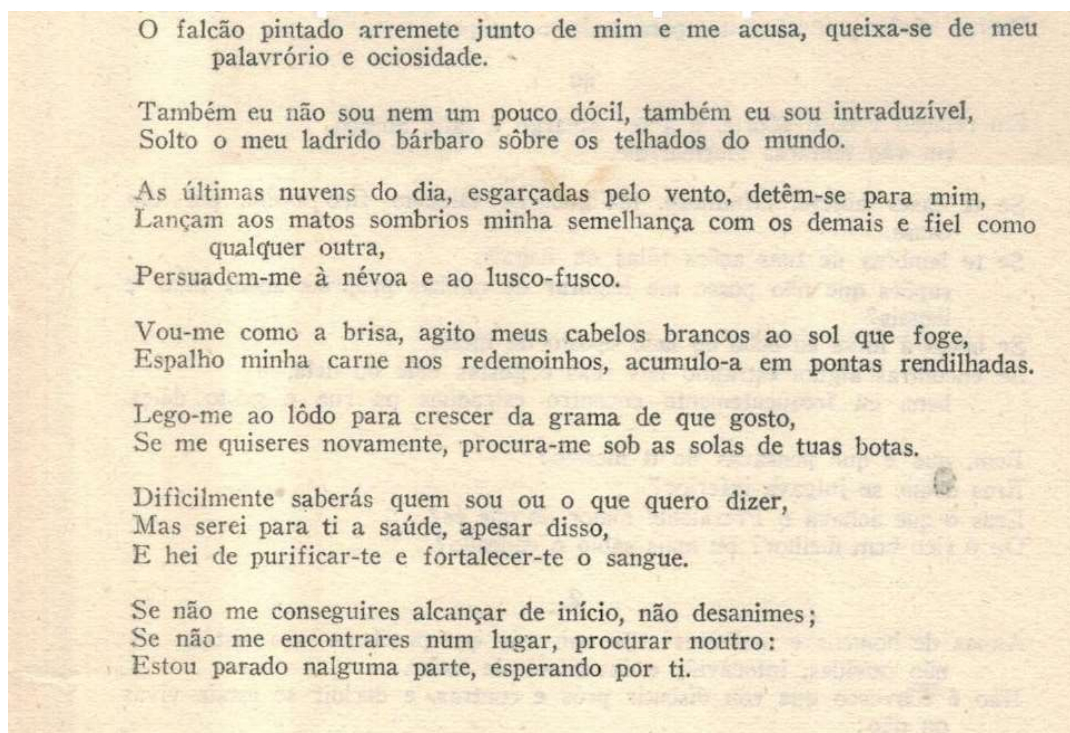 O falcão pintado arremete junto de mim e me acusa, queixa-se de meu
palavrório e ociosidade.
Também eu não sou nem um pouco dócil, também eu sou intraduzível,
Solto o meu ladrido bárbaro sôbre os telhados do mundo.
As últimas nuvens do dia, esgarçadas pelo vento, detêm-se para mim,
Lançam aos matos sombrios minha semelhança com os demais e fiel como
qualquer outra,
Persuadem-me à névoa e ao lusco-fusco.
Vou-me como a brisa, agito meus cabelos brancos ao sol que foge,
Espalho minha carne nos redemoinhos, acumulo-a em pontas rendilhadas.
Lego-me ao lôdo para crescer da grama de que gosto,
Se me quiseres novamente, procura-me sob as solas de tuas botas.
Dificilmente saberás quem sou ou o que quero dizer,
Mas serei para ti a saúde, apesar disso,
E hei de purificar-te e fortalecer-te o sangue.
Se não me conseguires alcançar de início, não desanimes;
Se não me encontrares num lugar, procurar noutro:
Estou parado nalguma parte, esperando por ti.